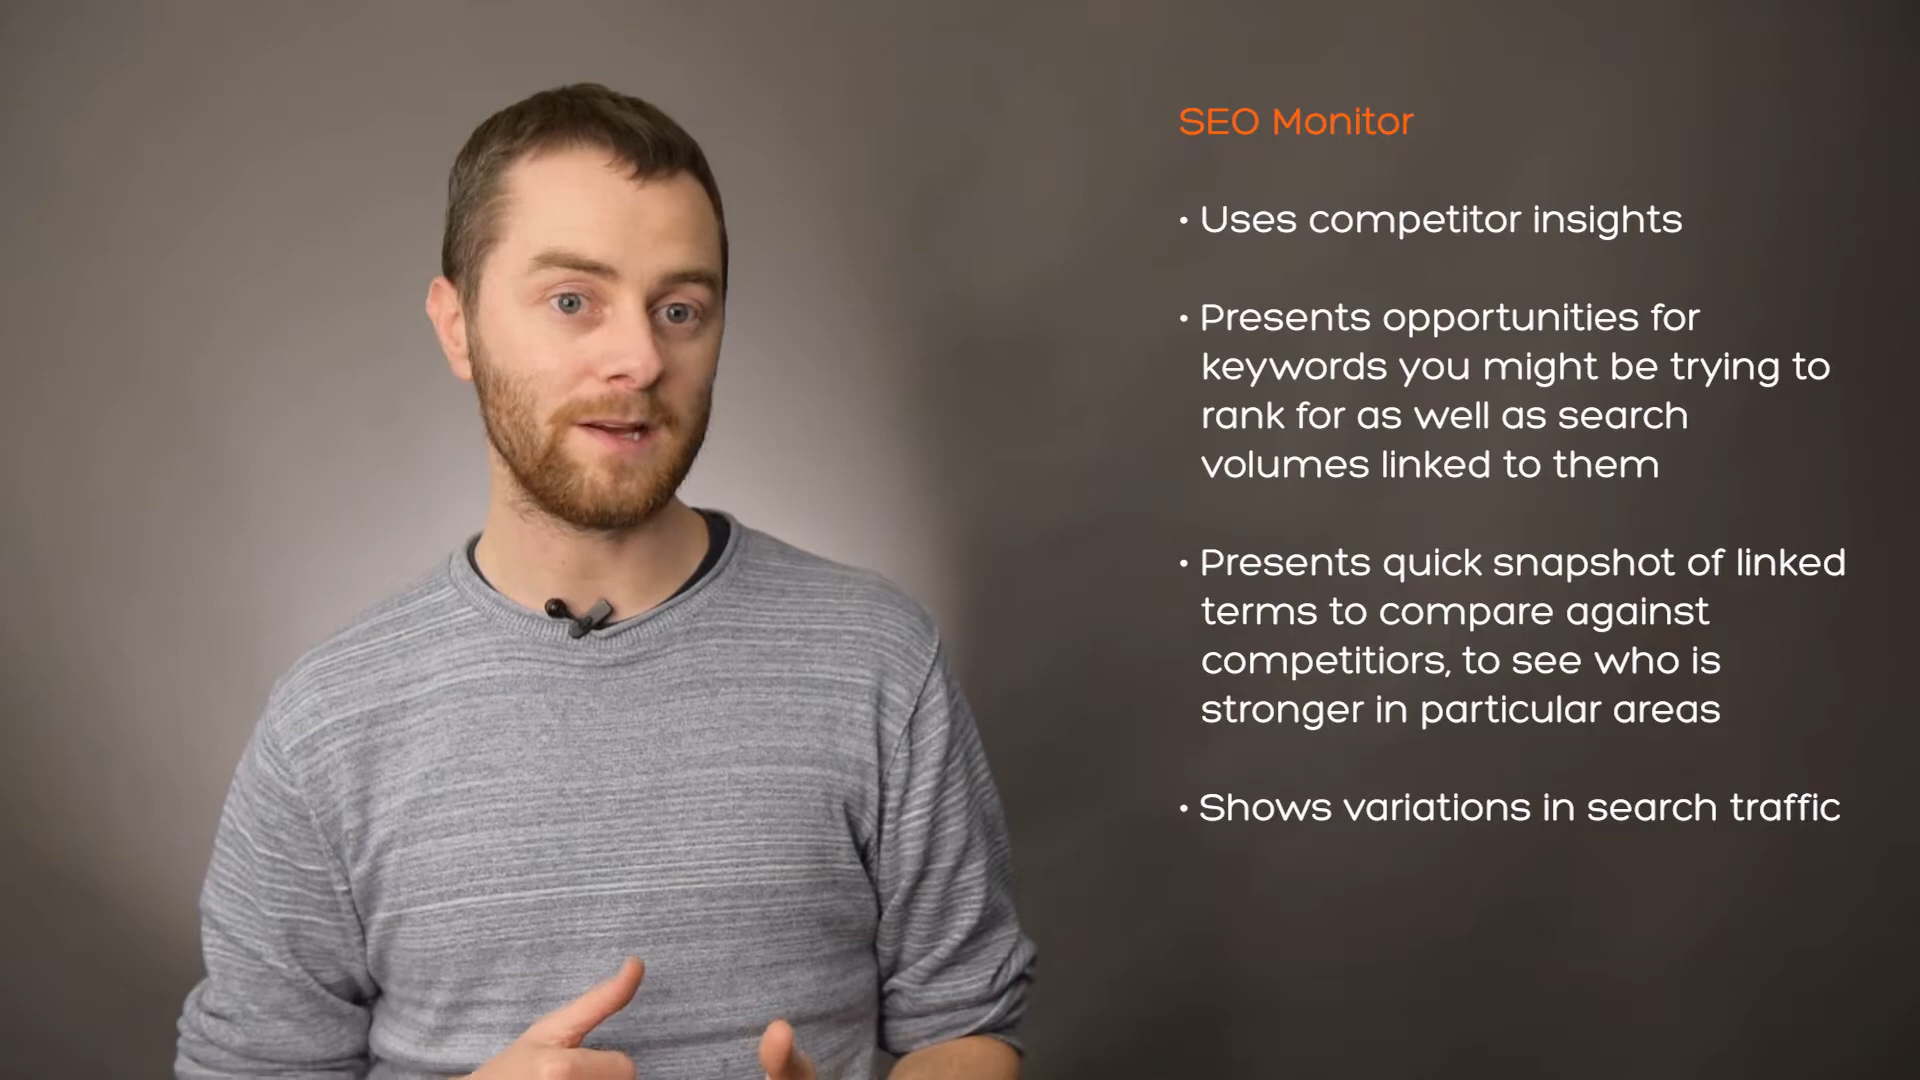 SEO Monitor
• Uses competitor insights
• Presents opportunities for
keywords you might be trying to
rank for as well as search
volumes linked to them
• Presents quick snapshot of linked
terms to compare against
competitiors, to see who is
stronger in particular areas
• Shows variations in search traffic